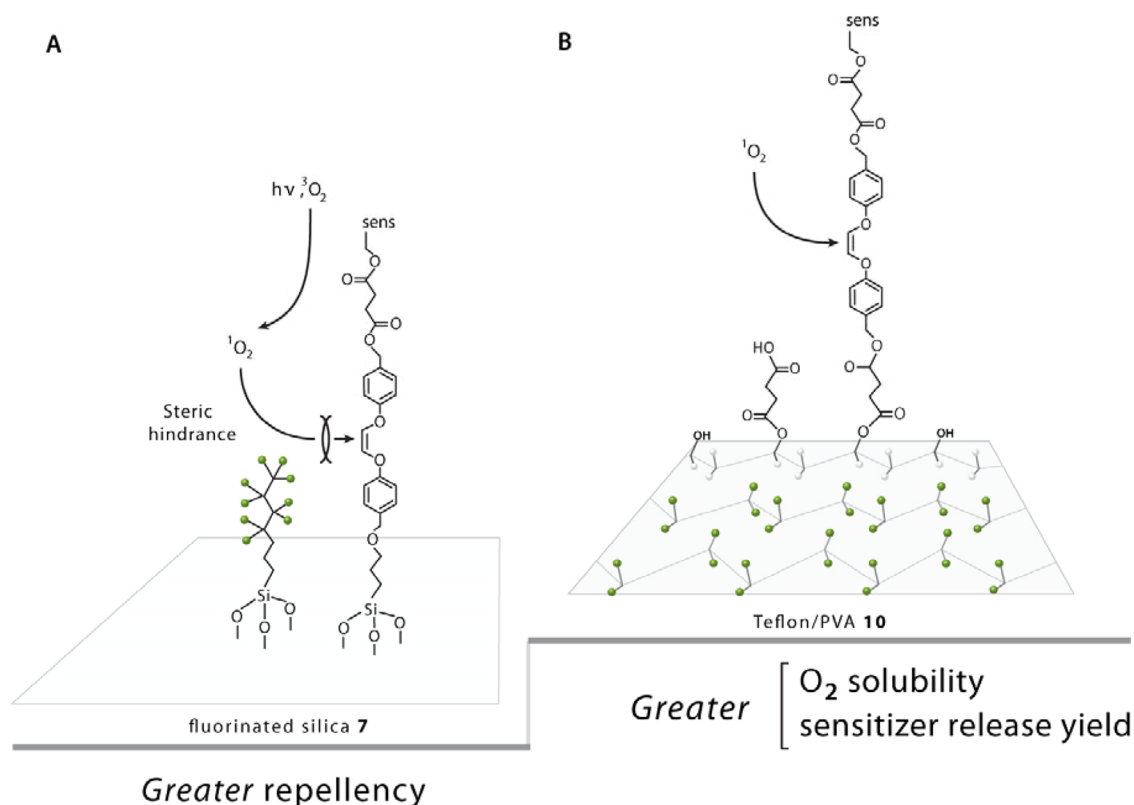 A
hν, ³O₂
sens
O
O
O
O
¹O₂
Steric
hindrance
O
O
O
Si
O
O
O
Si
O
O
O
fluorinated silica 7
Greater repellency
B
sens
O
O
O
O
¹O₂
O
O
HO
O
O
O
O
O
O
O
OH
OH
Teflon/PVA 10
Greater
O₂ solubility
sensitizer release yield